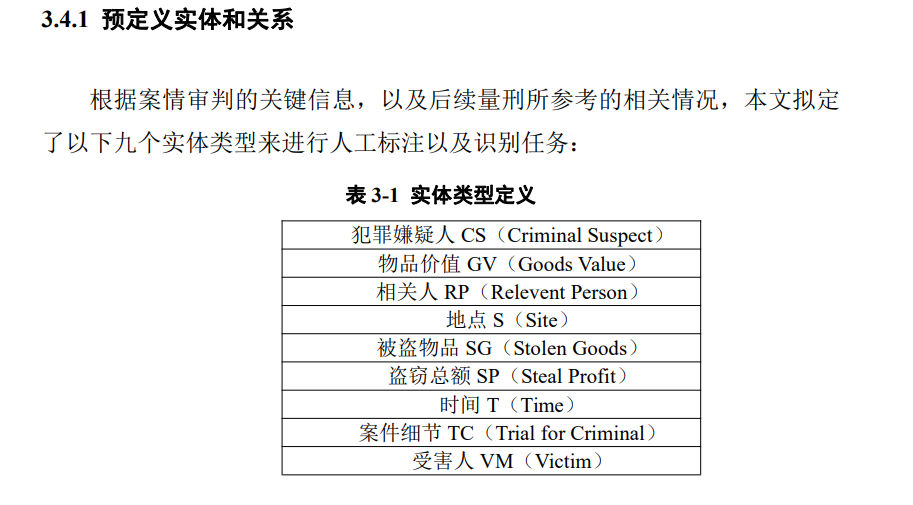 3.4.1 预定义实体和关系
根据案情审判的关键信息，以及后续量刑所参考的相关情况，本文拟定
了以下九个实体类型来进行人工标注以及识别任务：
表 3-1 实体类型定义
犯罪嫌疑人 CS（Criminal Suspect）
物品价值 GV（Goods Value）
相关人 RP（Relevent Person）
地点 S（Site）
被盗物品 SG（Stolen Goods）
盗窃总额 SP（Steal Profit）
时间 T（Time）
案件细节 TC（Trial for Criminal）
受害人 VM（Victim）